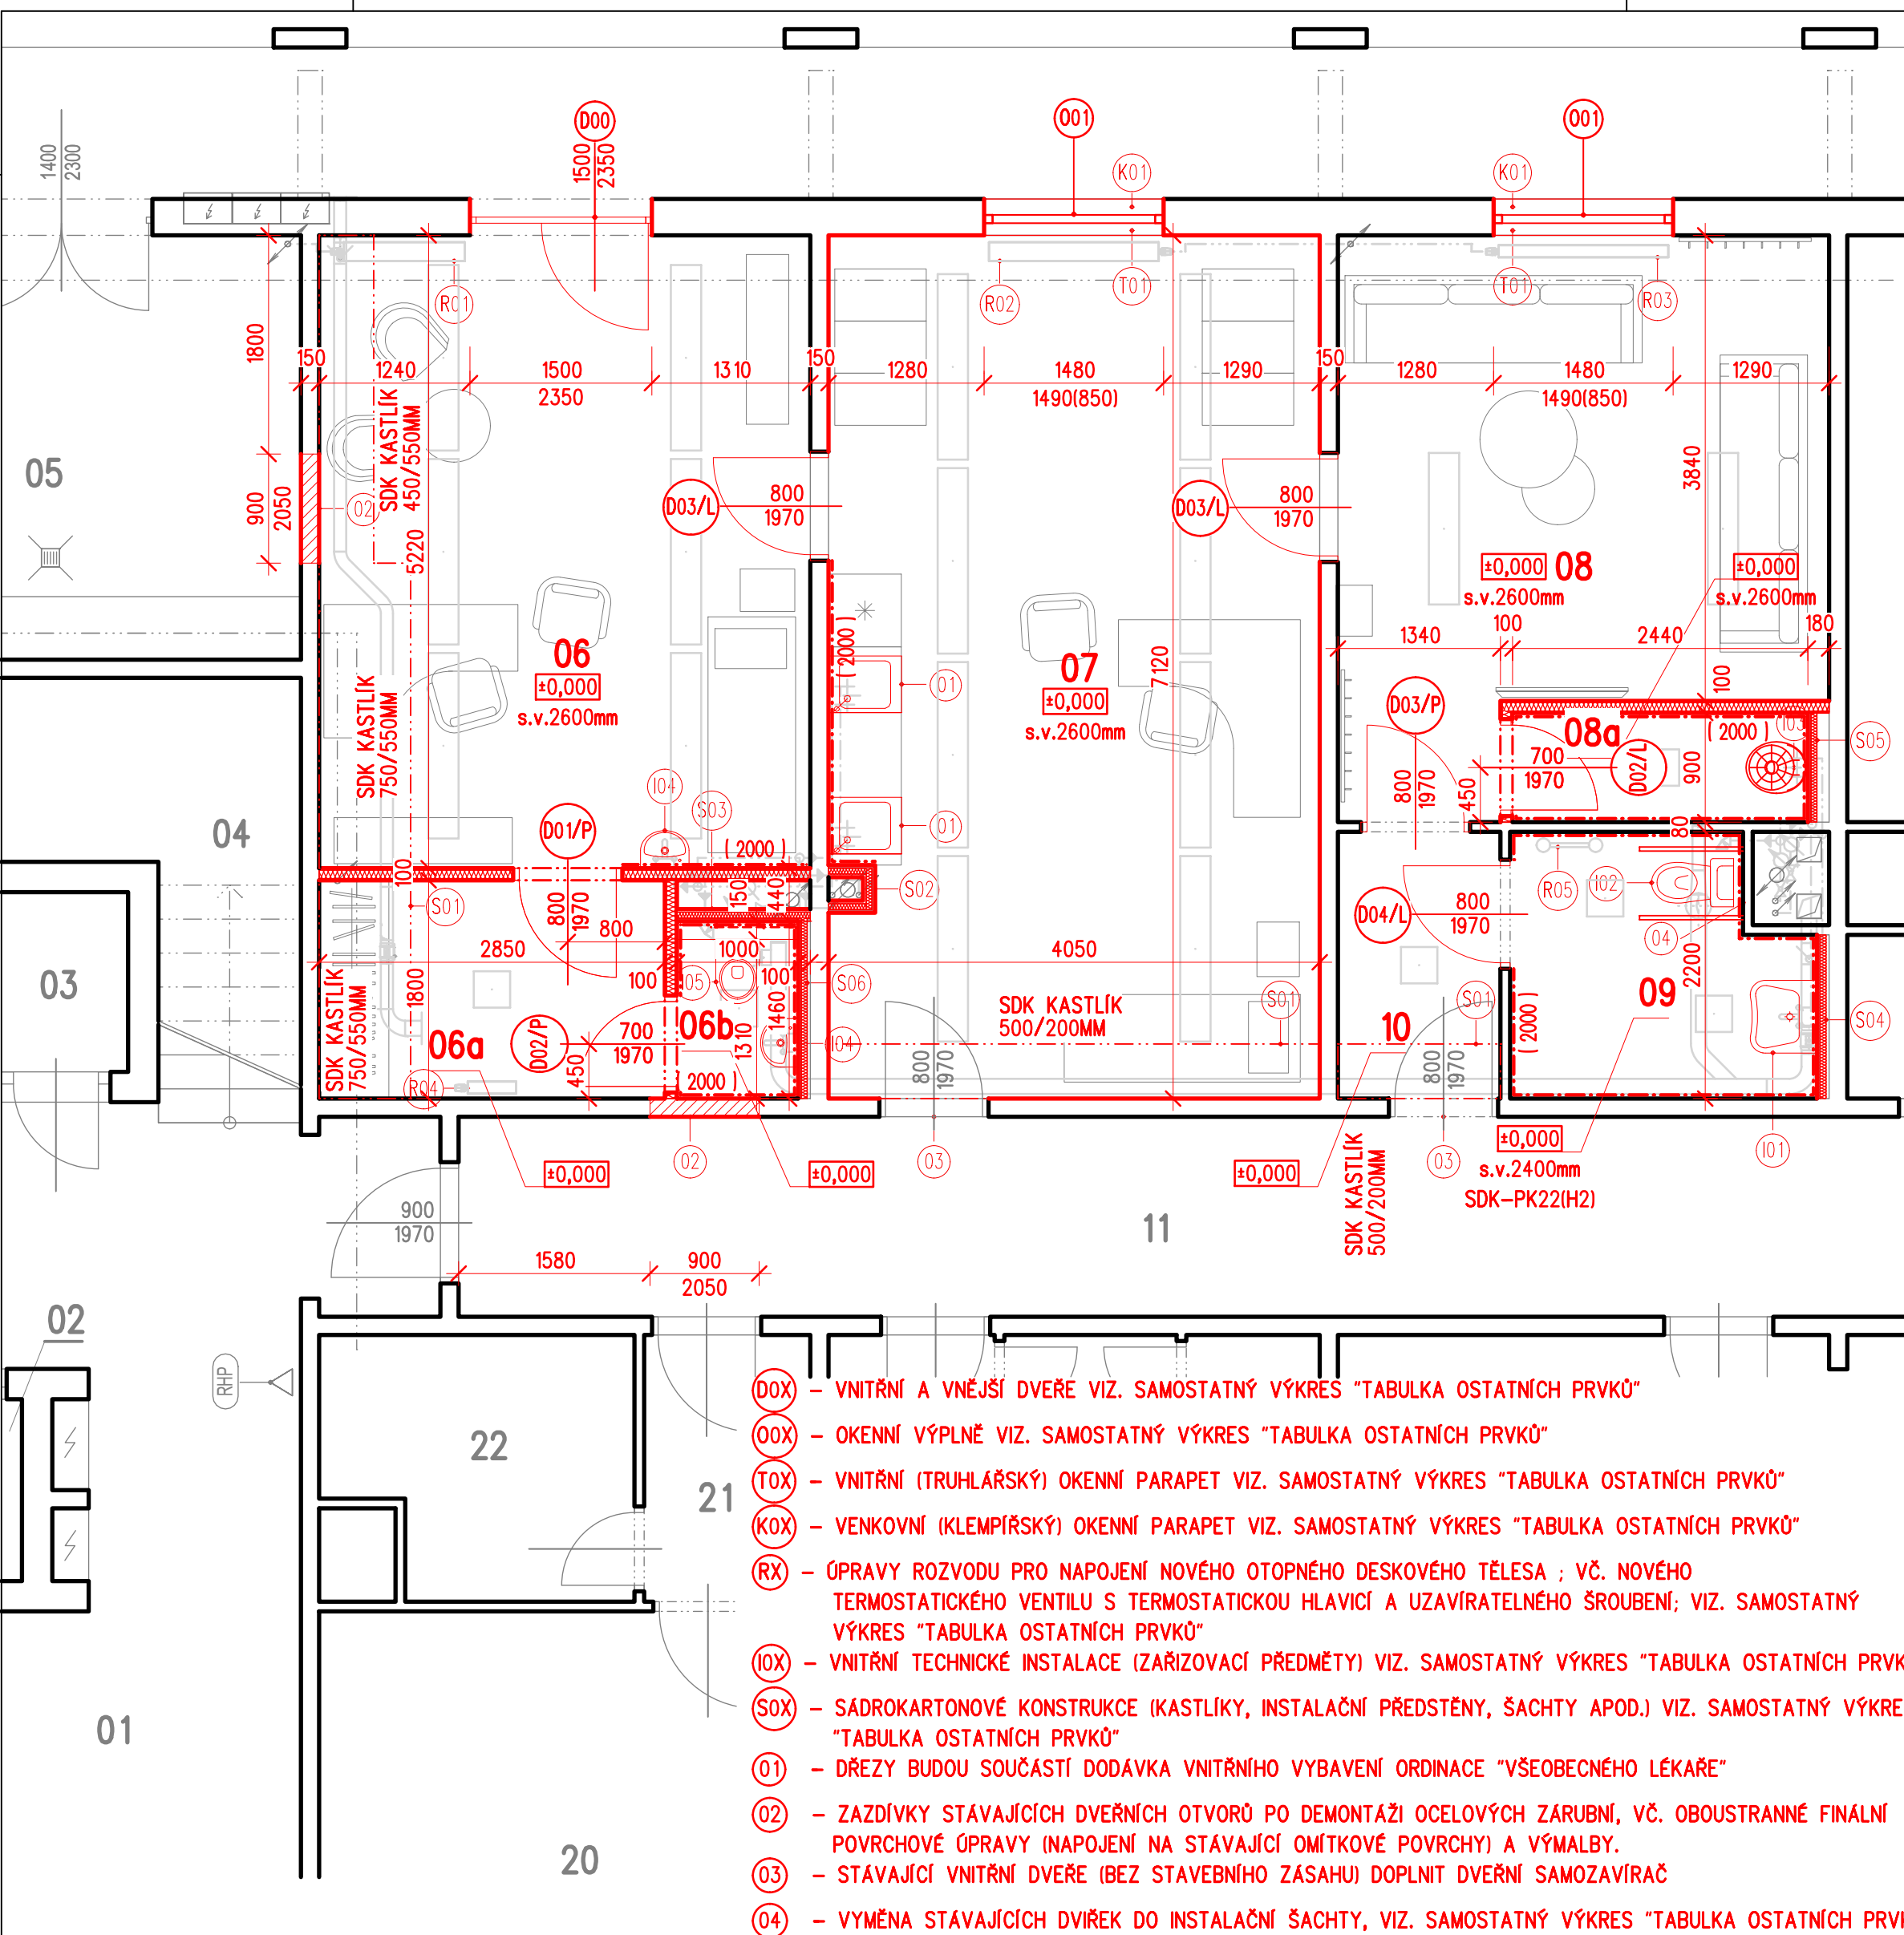 D00
1500
2350
001
001
K01
K01
1400
2300
R01
R02
T01
T01
R03
1800
150
1240
1500
2350
1310
150
1280
1480
1490(850)
1290
150
1280
1480
1490(850)
1290
SDK KASTLÍK
450/550MM
05
900
2050
02
5220
D03/L
800
1970
D03/L
800
1970
3840
±0,000
08
s.v.2600mm
±0,000
s.v.2600mm
06
±0,000
s.v.2600mm
(2000)
01
07
±0,000
s.v.2600mm
7120
1340
100
2440
180
100
SDK KASTLÍK
750/550MM
D03/P
08a
(2000)
I03
S05
700
1970
D02/L
900
800
1970
450
80
04
I04
S03
D01/P
(2000)
01
100
S01
800
1970
800
150
440
S02
D04/L
800
1970
R05
I02
04
2200
2850
1000
100
100
05
S06
4050
03
SDK KASTLÍK
750/550MM
1800
06a
D02/P
700
1970
450
06b
1310
1460
I04
(2000)
R04
SDK KASTLÍK
500/200MM
S01
S01
10
09
(2000)
S04
800
1970
800
1970
±0,000
02
±0,000
03
±0,000
SDK KASTLÍK
500/200MM
03
±0,000
s.v.2400mm
SDK-PK22(H2)
I01
900
1970
11
1580
900
2050
02
RHP
22
21
01
20
D0X – VNITŘNÍ A VNĚJŠÍ DVEŘE VIZ. SAMOSTATNÝ VÝKRES "TABULKA OSTATNÍCH PRVKŮ"
O0X – OKENNÍ VÝPLNĚ VIZ. SAMOSTATNÝ VÝKRES "TABULKA OSTATNÍCH PRVKŮ"
T0X – VNITŘNÍ (TRUHLÁŘSKÝ) OKENNÍ PARAPET VIZ. SAMOSTATNÝ VÝKRES "TABULKA OSTATNÍCH PRVKŮ"
K0X – VENKOVNÍ (KLEMPÍŘSKÝ) OKENNÍ PARAPET VIZ. SAMOSTATNÝ VÝKRES "TABULKA OSTATNÍCH PRVKŮ"
RX – ÚPRAVY ROZVODU PRO NAPOJENÍ NOVÉHO OTOPNÉHO DESKOVÉHO TĚLESA ; VČ. NOVÉHO
TERMOSTATICKÉHO VENTILU S TERMOSTATICKOU HLAVICÍ A UZAVÍRATELNÉHO ŠROUBENÍ; VIZ. SAMOSTATNÝ
VÝKRES "TABULKA OSTATNÍCH PRVKŮ"
I0X – VNITŘNÍ TECHNICKÉ INSTALACE (ZAŘIZOVACÍ PŘEDMĚTY) VIZ. SAMOSTATNÝ VÝKRES "TABULKA OSTATNÍCH PRVK
S0X – SÁDROKARTONOVÉ KONSTRUKCE (KASTLÍKY, INSTALAČNÍ PŘEDSTĚNY, ŠACHTY APOD.) VIZ. SAMOSTATNÝ VÝKRE
"TABULKA OSTATNÍCH PRVKŮ"
01 – DŘEZY BUDOU SOUČÁSTÍ DODÁVKA VNITŘNÍHO VYBAVENÍ ORDINACE "VŠEOBECNÉHO LÉKAŘE"
02 – ZAZDÍVKY STÁVAJÍCÍCH DVEŘNÍCH OTVORŮ PO DEMONTÁŽI OCELOVÝCH ZÁRUBNÍ, VČ. OBOUSTRANNÉ FINÁLNÍ
POVRCHOVÉ ÚPRAVY (NAPOJENÍ NA STÁVAJÍCÍ OMÍTKOVÉ POVRCHY) A VÝMALBY.
03 – STÁVAJÍCÍ VNITŘNÍ DVEŘE (BEZ STAVEBNÍHO ZÁSAHU) DOPLNIT DVEŘNÍ SAMOZAVÍRAČ
04 – VYMĚNA STÁVAJÍCÍCH DVÍŘEK DO INSTALAČNÍ ŠACHTY, VIZ. SAMOSTATNÝ VÝKRES "TABULKA OSTATNÍCH PRV